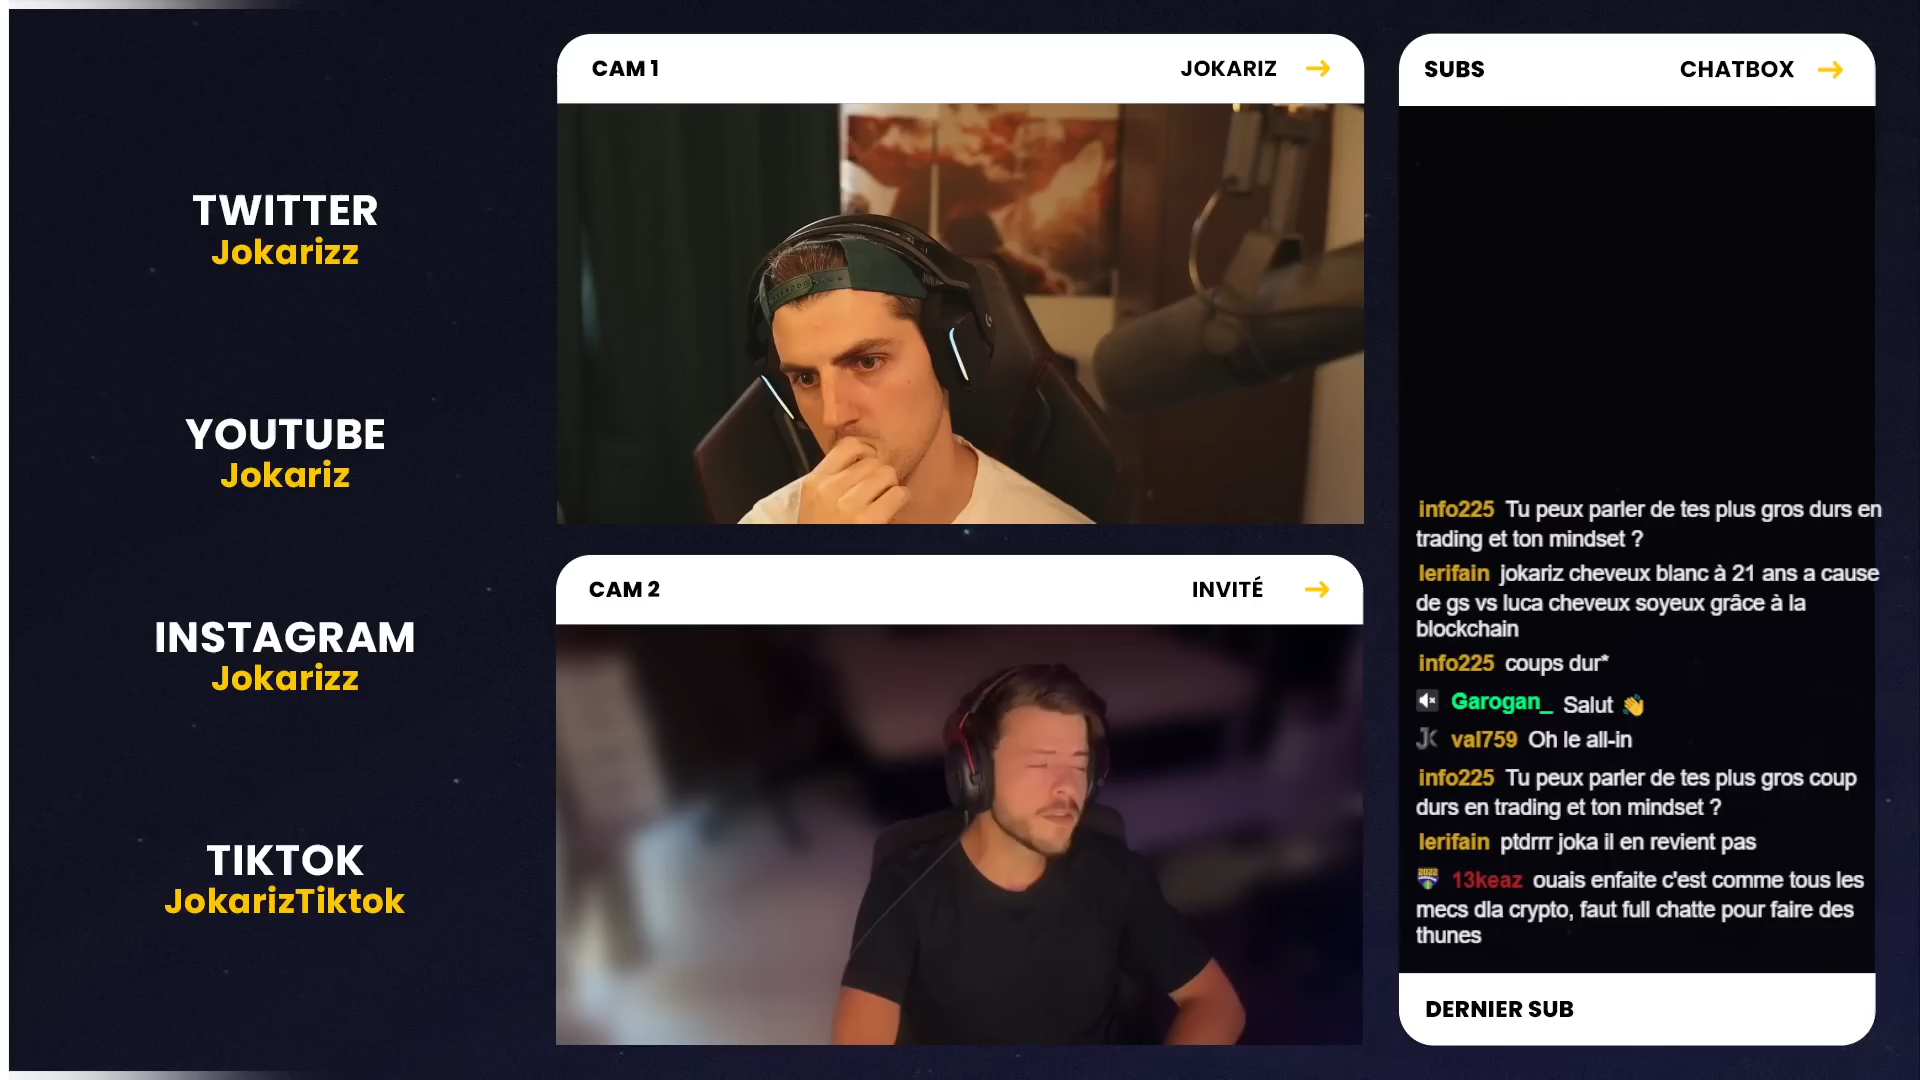 TWITTER
Jokarizz
YOUTUBE
Jokariz
INSTAGRAM
Jokarizz
TIKTOK
JokarizTiktok
CAM 1
JOKARIZ
CAM 2
INVITÉ
SUBS
CHATBOX
info225 Tu peux parler de tes plus gros durs en
trading et ton mindset ?
lerifain jokariz cheveux blanc à 21 ans a cause
de gs vs luca cheveux soyeux grâce à la
blockchain
info225 coups dur*
Garogan_ Salut 👋
val759 Oh le all-in
info225 Tu peux parler de tes plus gros coup
durs en trading et ton mindset ?
lerifain ptdrrr joka il en revient pas
13keaz ouais enfaite c'est comme tous les
mecs dla crypto, faut full chatte pour faire des
thunes
DERNIER SUB